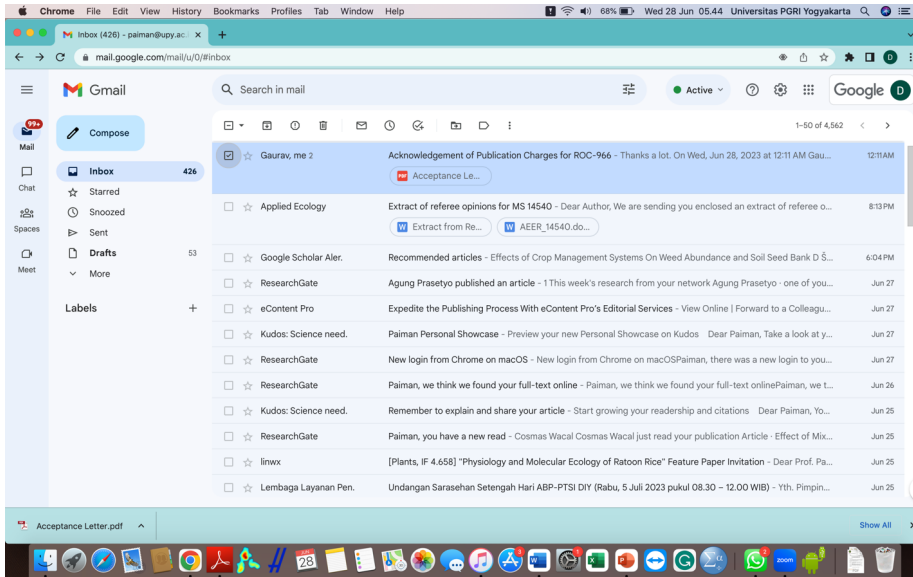 Chrome File Edit View History Bookmarks Profiles Tab Window Help 68% Wed 28 Jun 05.44 Universitas PGRI Yogyakarta
Inbox (426) - paiman@upy.ac.i
mail.google.com/mail/u/0/#inbox D
Gmail Search in mail Active Google D
99+
Mail
Chat
Spaces
Meet
Compose
Inbox 426
Starred
Snoozed
Sent
Drafts 53
More
Labels +
1–50 of 4,562
Gaurav, me 2 Acknowledgement of Publication Charges for ROC-966 - Thanks a lot. On Wed, Jun 28, 2023 at 12:11 AM Gau... 12:11 AM
PDF Acceptance Le...
Applied Ecology Extract of referee opinions for MS 14540 - Dear Author, We are sending you enclosed an extract of referee o... 8:13 PM
W Extract from Re... W AEER_14540.do...
Google Scholar Aler. Recommended articles - Effects of Crop Management Systems On Weed Abundance and Soil Seed Bank D Š... 6:04 PM
ResearchGate Agung Prasetyo published an article - 1 This week's research from your network Agung Prasetyo · one of you... Jun 27
eContent Pro Expedite the Publishing Process With eContent Pro's Editorial Services - View Online | Forward to a Colleagu... Jun 27
Kudos: Science need. Paiman Personal Showcase - Preview your new Personal Showcase on Kudos Dear Paiman, Take a look at y... Jun 27
ResearchGate New login from Chrome on macOS - New login from Chrome on macOSPaiman, there was a new login to you... Jun 27
ResearchGate Paiman, we think we found your full-text online - Paiman, we think we found your full-text onlinePaiman, we t... Jun 26
Kudos: Science need. Remember to explain and share your article - Start growing your readership and citations Dear Paiman, Yo... Jun 25
ResearchGate Paiman, you have a new read - Cosmas Wacal Cosmas Wacal just read your publication Article · Effect of Mix... Jun 25
linwx [Plants, IF 4.658] "Physiology and Molecular Ecology of Ratoon Rice" Feature Paper Invitation - Dear Prof. Pa... Jun 25
Lembaga Layanan Pen. Undangan Sarasehan Setengah Hari ABP-PTSI DIY (Rabu, 5 Juli 2023 pukul 08.30 – 12.00 WIB) - Yth. Pimpin... Jun 25
Acceptance Letter.pdf Show All
JUN
28
zoom